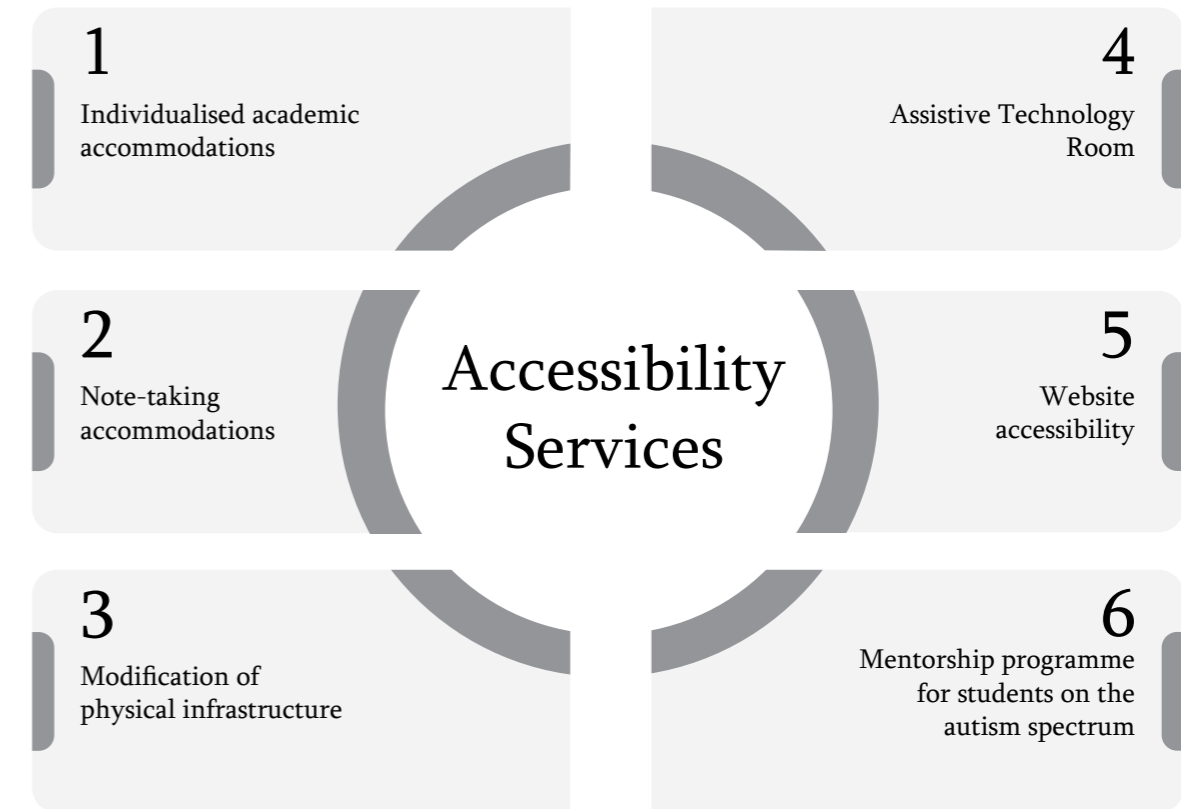 1
Individualised academic
accommodations
2
Note-taking
accommodations
3
Modification of
physical infrastructure
Accessibility
Services
4
Assistive Technology
Room
5
Website
accessibility
6
Mentorship programme
for students on the
autism spectrum